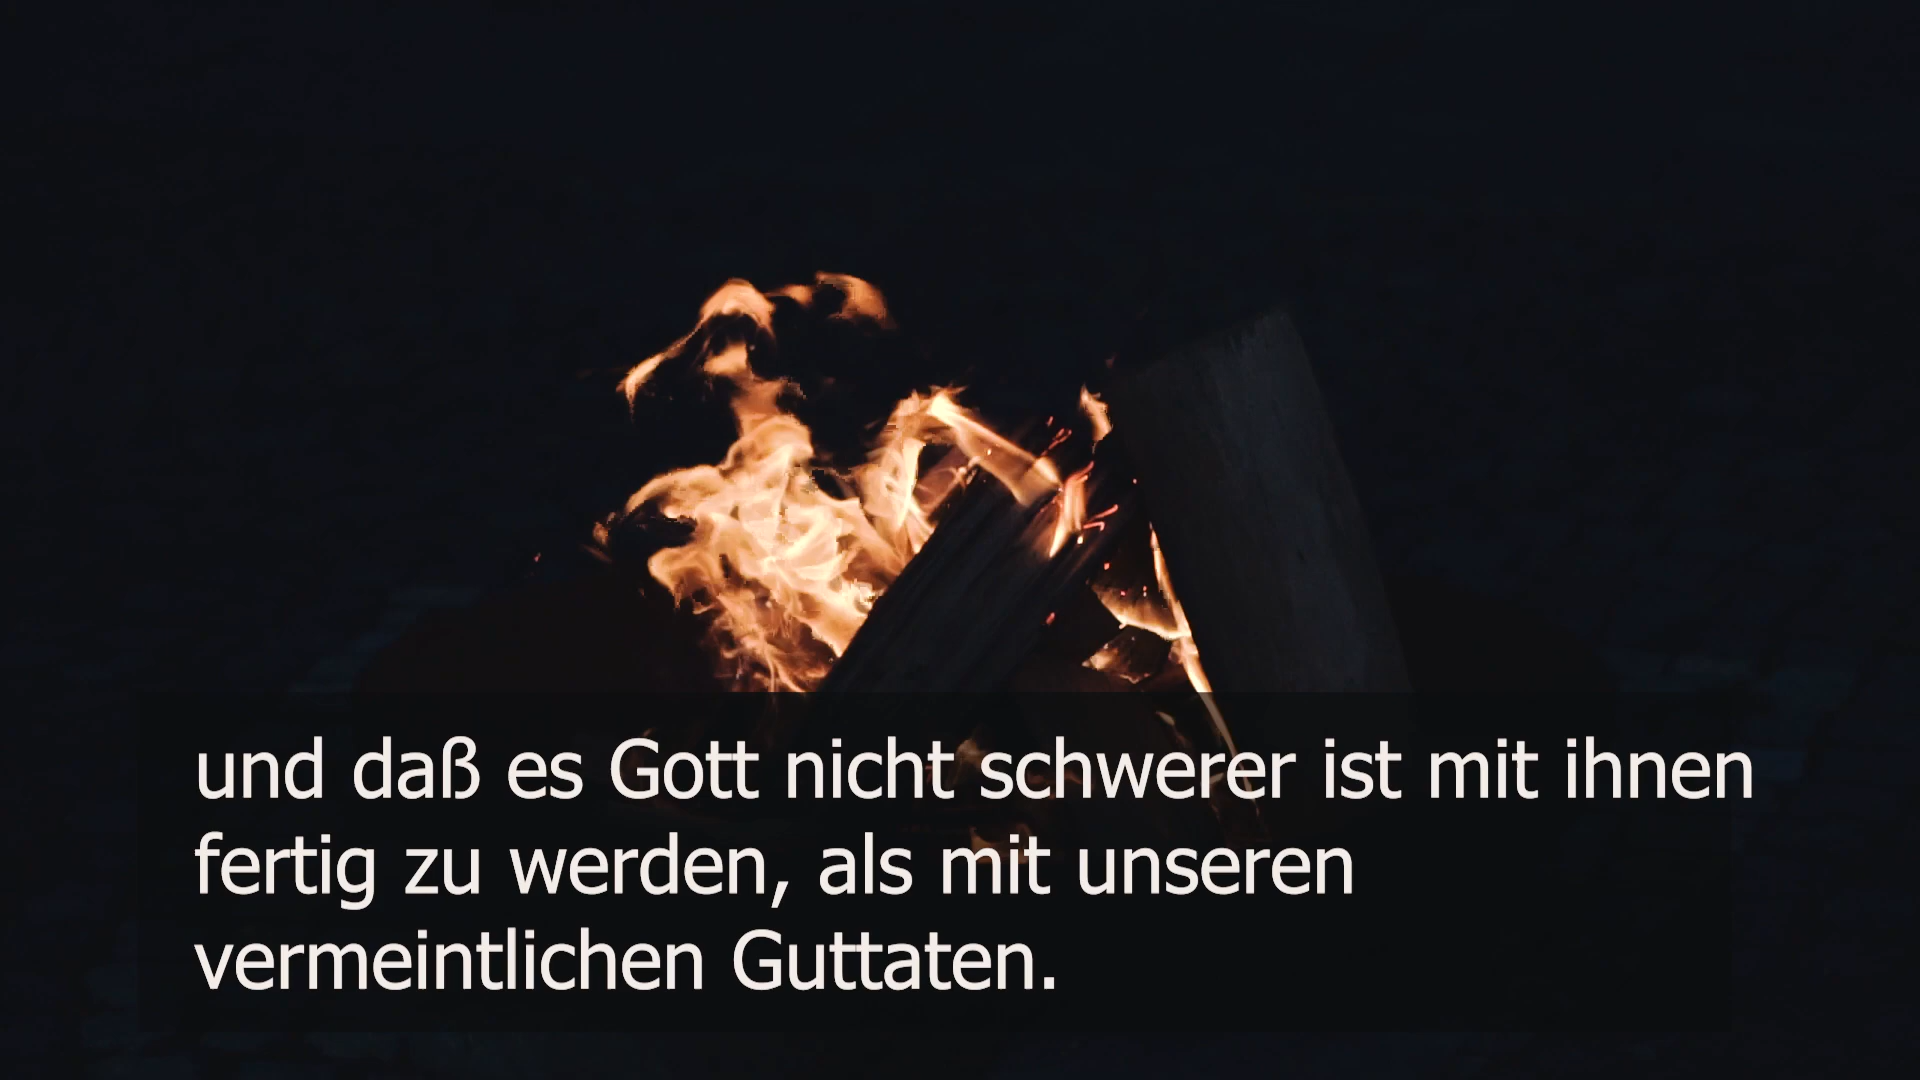 und daß es Gott nicht schwerer ist mit ihnen
fertig zu werden, als mit unseren
vermeintlichen Guttaten.